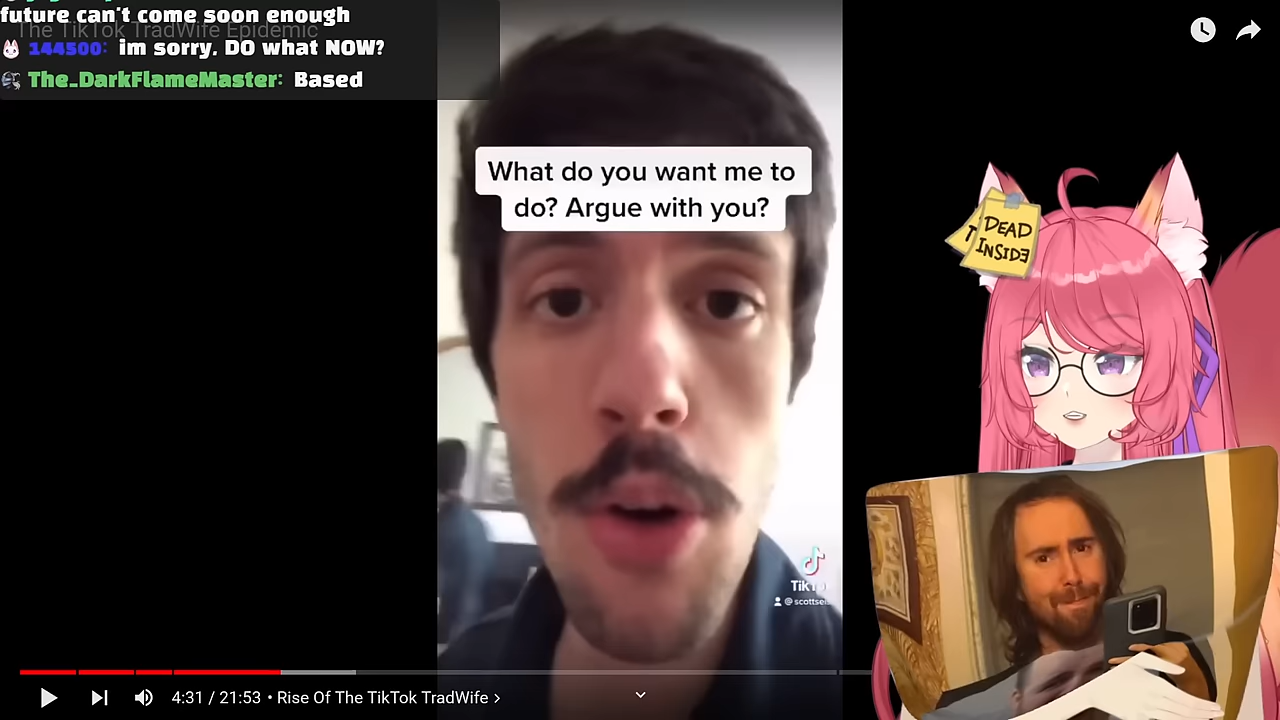 future can't come soon enough
The TikTok TradWife Epidemic
144500: im sorry, DO what NOW?
The_DarkFlameMaster: Based
What do you want me to
do? Argue with you?
DEAD
INSIDE
TikTok
4:31 / 21:53 • Rise Of The TikTok TradWife >